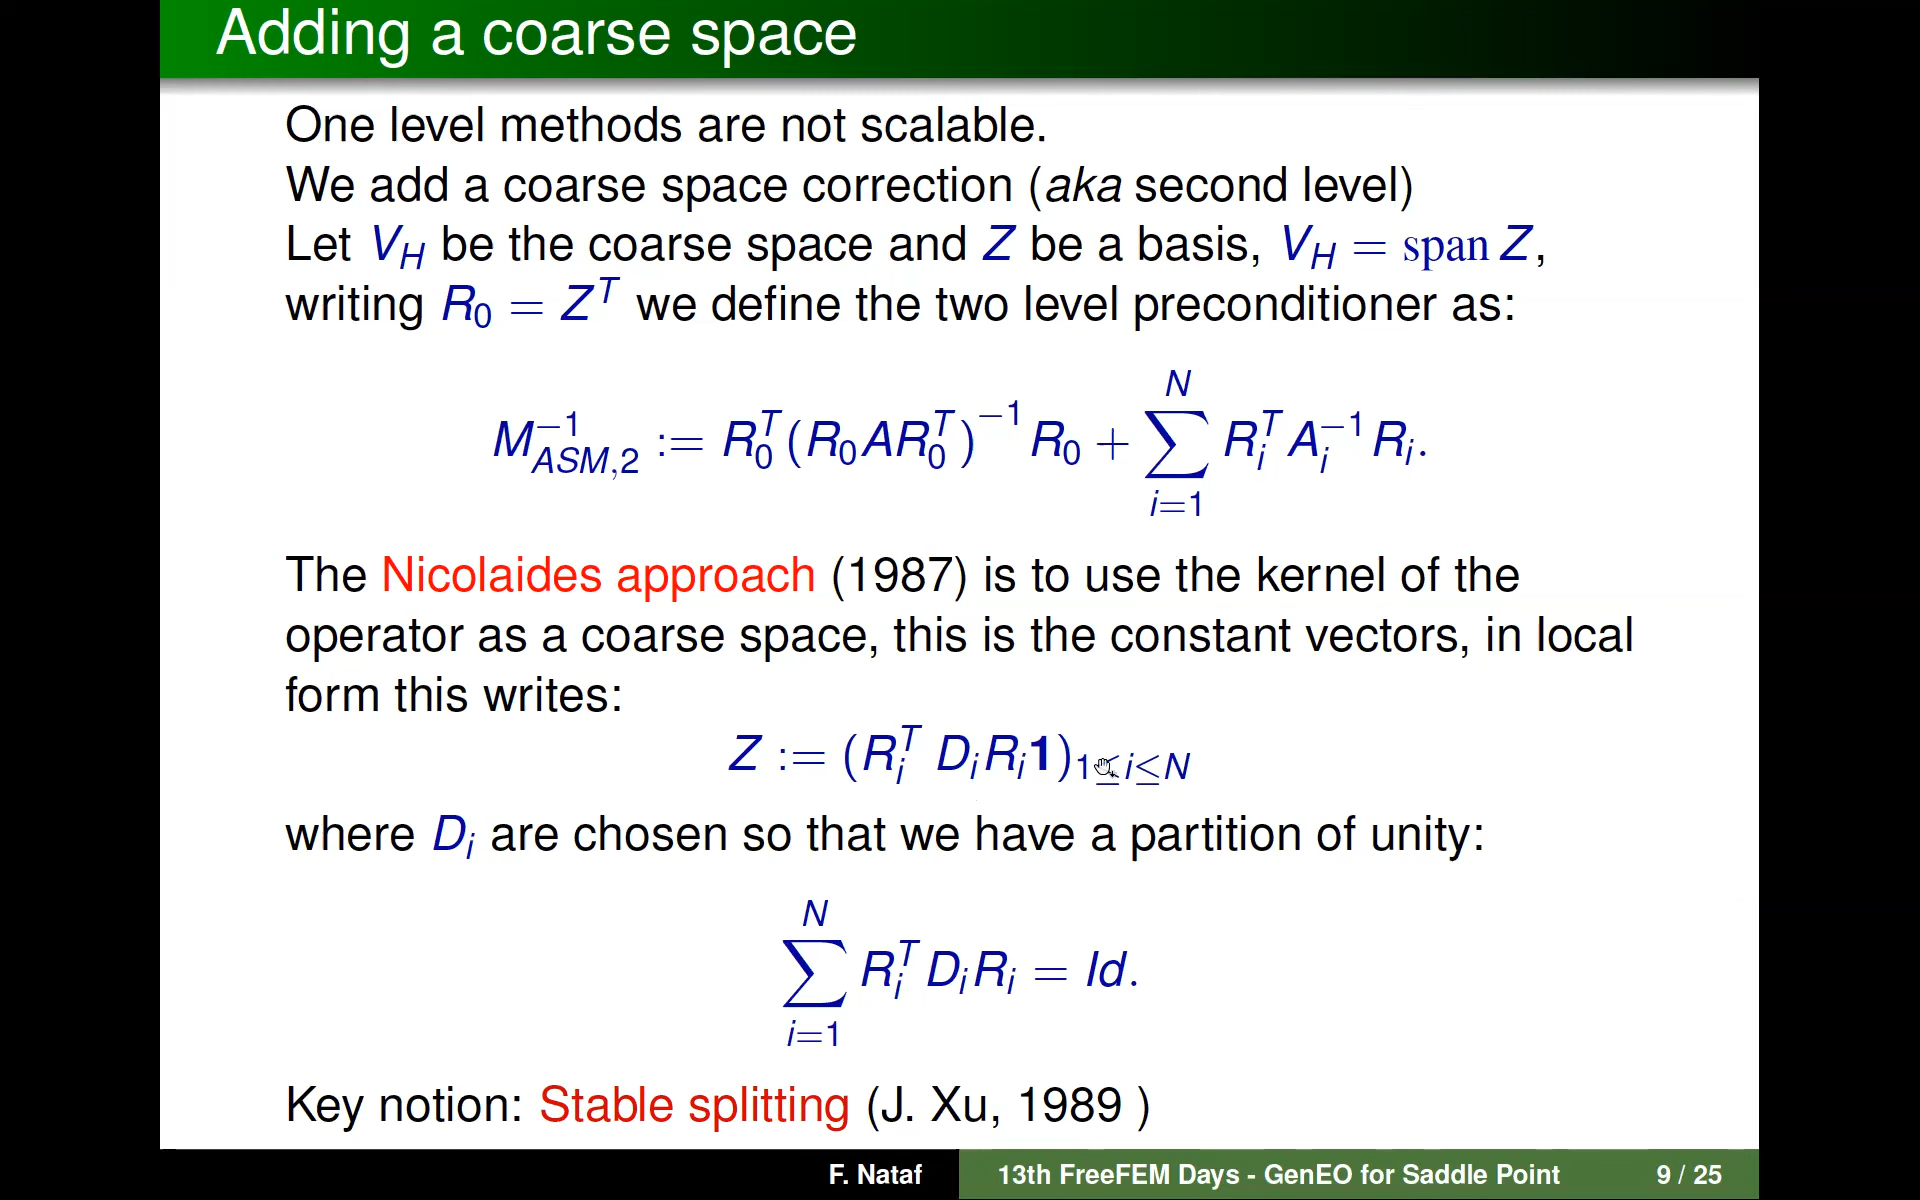 Adding a coarse space
One level methods are not scalable.
We add a coarse space correction (aka second level)
Let V_H be the coarse space and Z be a basis, V_H = span Z,
writing R_0 = Z^T we define the two level preconditioner as:
M_{ASM,2}^{-1} := R_0^T (R_0 A R_0^T)^{-1} R_0 + \sum_{i=1}^{N} R_i^T A_i^{-1} R_i.
The Nicolaides approach (1987) is to use the kernel of the
operator as a coarse space, this is the constant vectors, in local
form this writes:
Z := (R_i^T D_i R_i 1)_{1≤i≤N}
where D_i are chosen so that we have a partition of unity:
\sum_{i=1}^{N} R_i^T D_i R_i = Id.
Key notion: Stable splitting (J. Xu, 1989 )
F. Nataf 13th FreeFEM Days - GenEO for Saddle Point 9 / 25